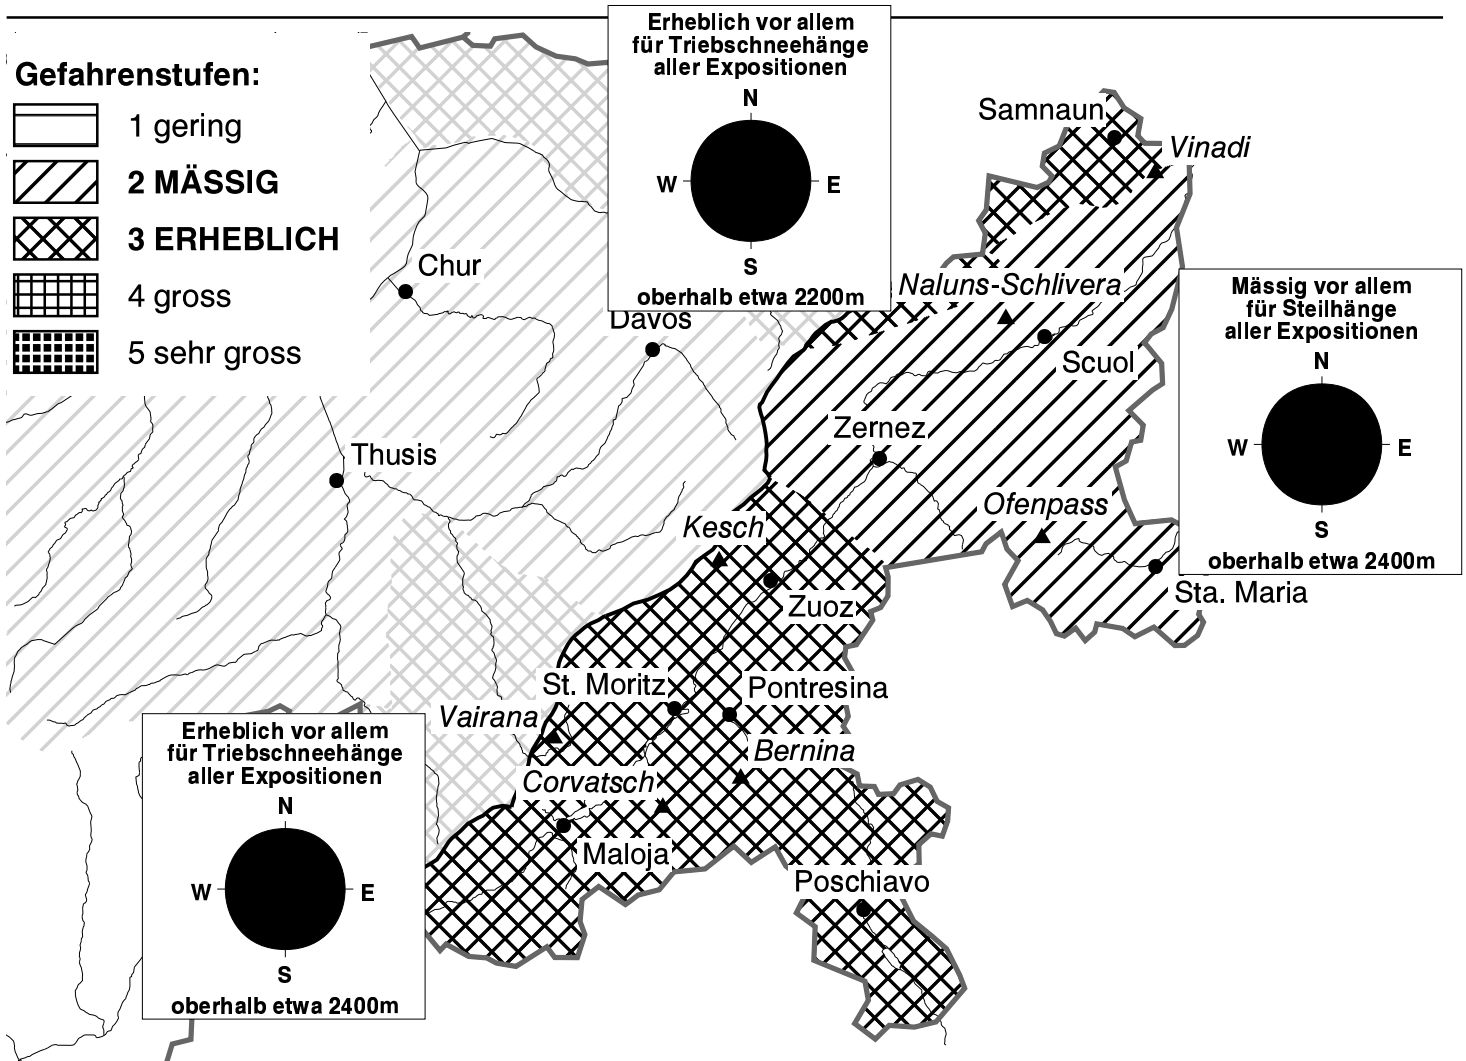 Gefahrenstufen:
1 gering
2 MÄSSIG
3 ERHEBLICH
4 gross
5 sehr gross
Erheblich vor allem
für Triebschneehänge
aller Expositionen
N
W
E
S
oberhalb etwa 2200m
Samnaun
Vinadi
Chur
Davos
Naluns-Schlivera
Scuol
Mässig vor allem
für Steilhänge
aller Expositionen
N
W
E
S
oberhalb etwa 2400m
Zernez
Thusis
Ofenpass
Kesch
Zuoz
Sta. Maria
St. Moritz
Pontresina
Vairana
Bernina
Corvatsch
Maloja
Poschiavo
Erheblich vor allem
für Triebschneehänge
aller Expositionen
N
W
E
S
oberhalb etwa 2400m